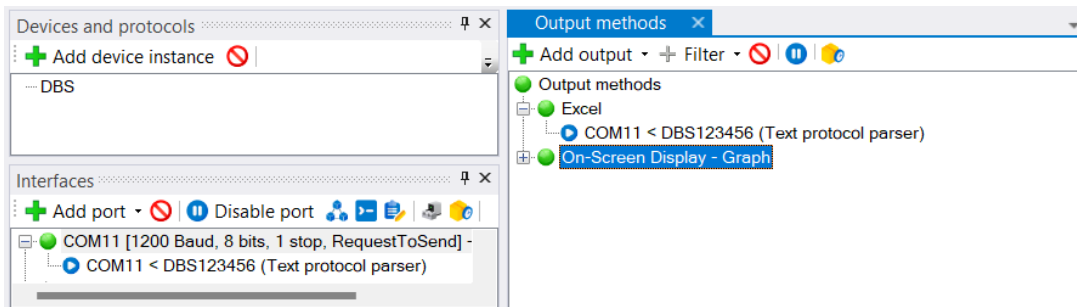 Devices and protocols
Add device instance
DBS
Interfaces
Add port Disable port
COM11 [1200 Baud, 8 bits, 1 stop, RequestToSend] -
COM11 < DBS123456 (Text protocol parser)
Output methods
Add output Filter
Output methods
Excel
COM11 < DBS123456 (Text protocol parser)
On-Screen Display - Graph